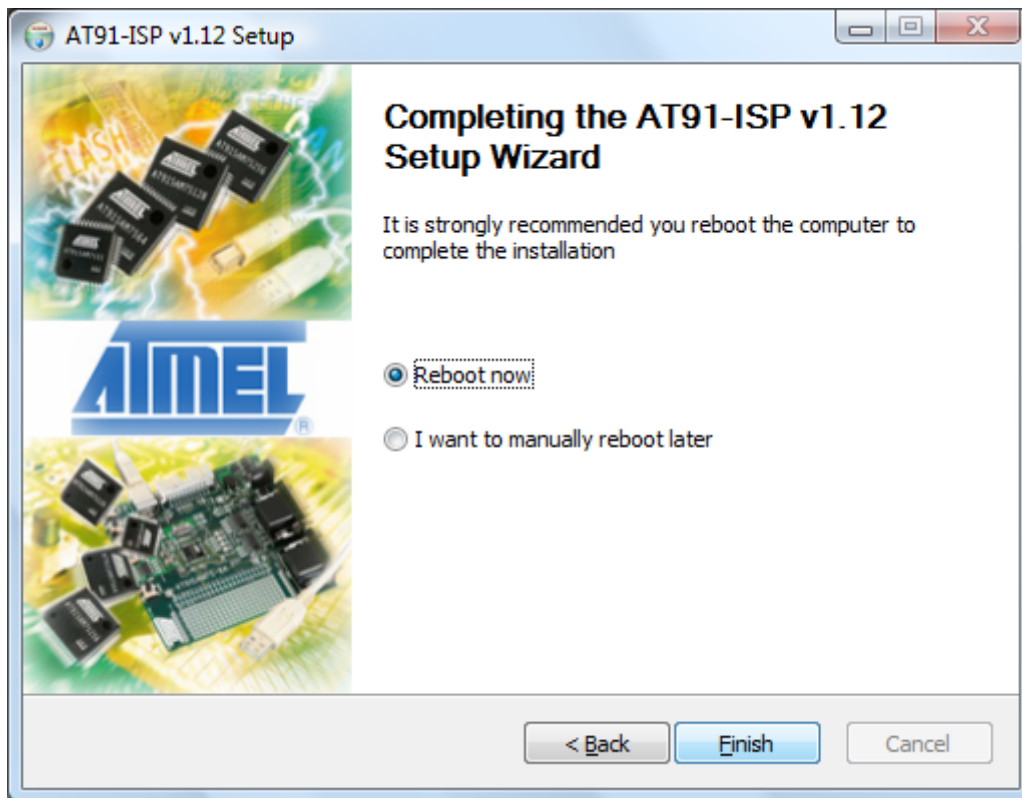 AT91-ISP v1.12 Setup
Completing the AT91-ISP v1.12
Setup Wizard
It is strongly recommended you reboot the computer to
complete the installation
FLASH
ATMEL
®
Reboot now
I want to manually reboot later
< Back
Finish
Cancel